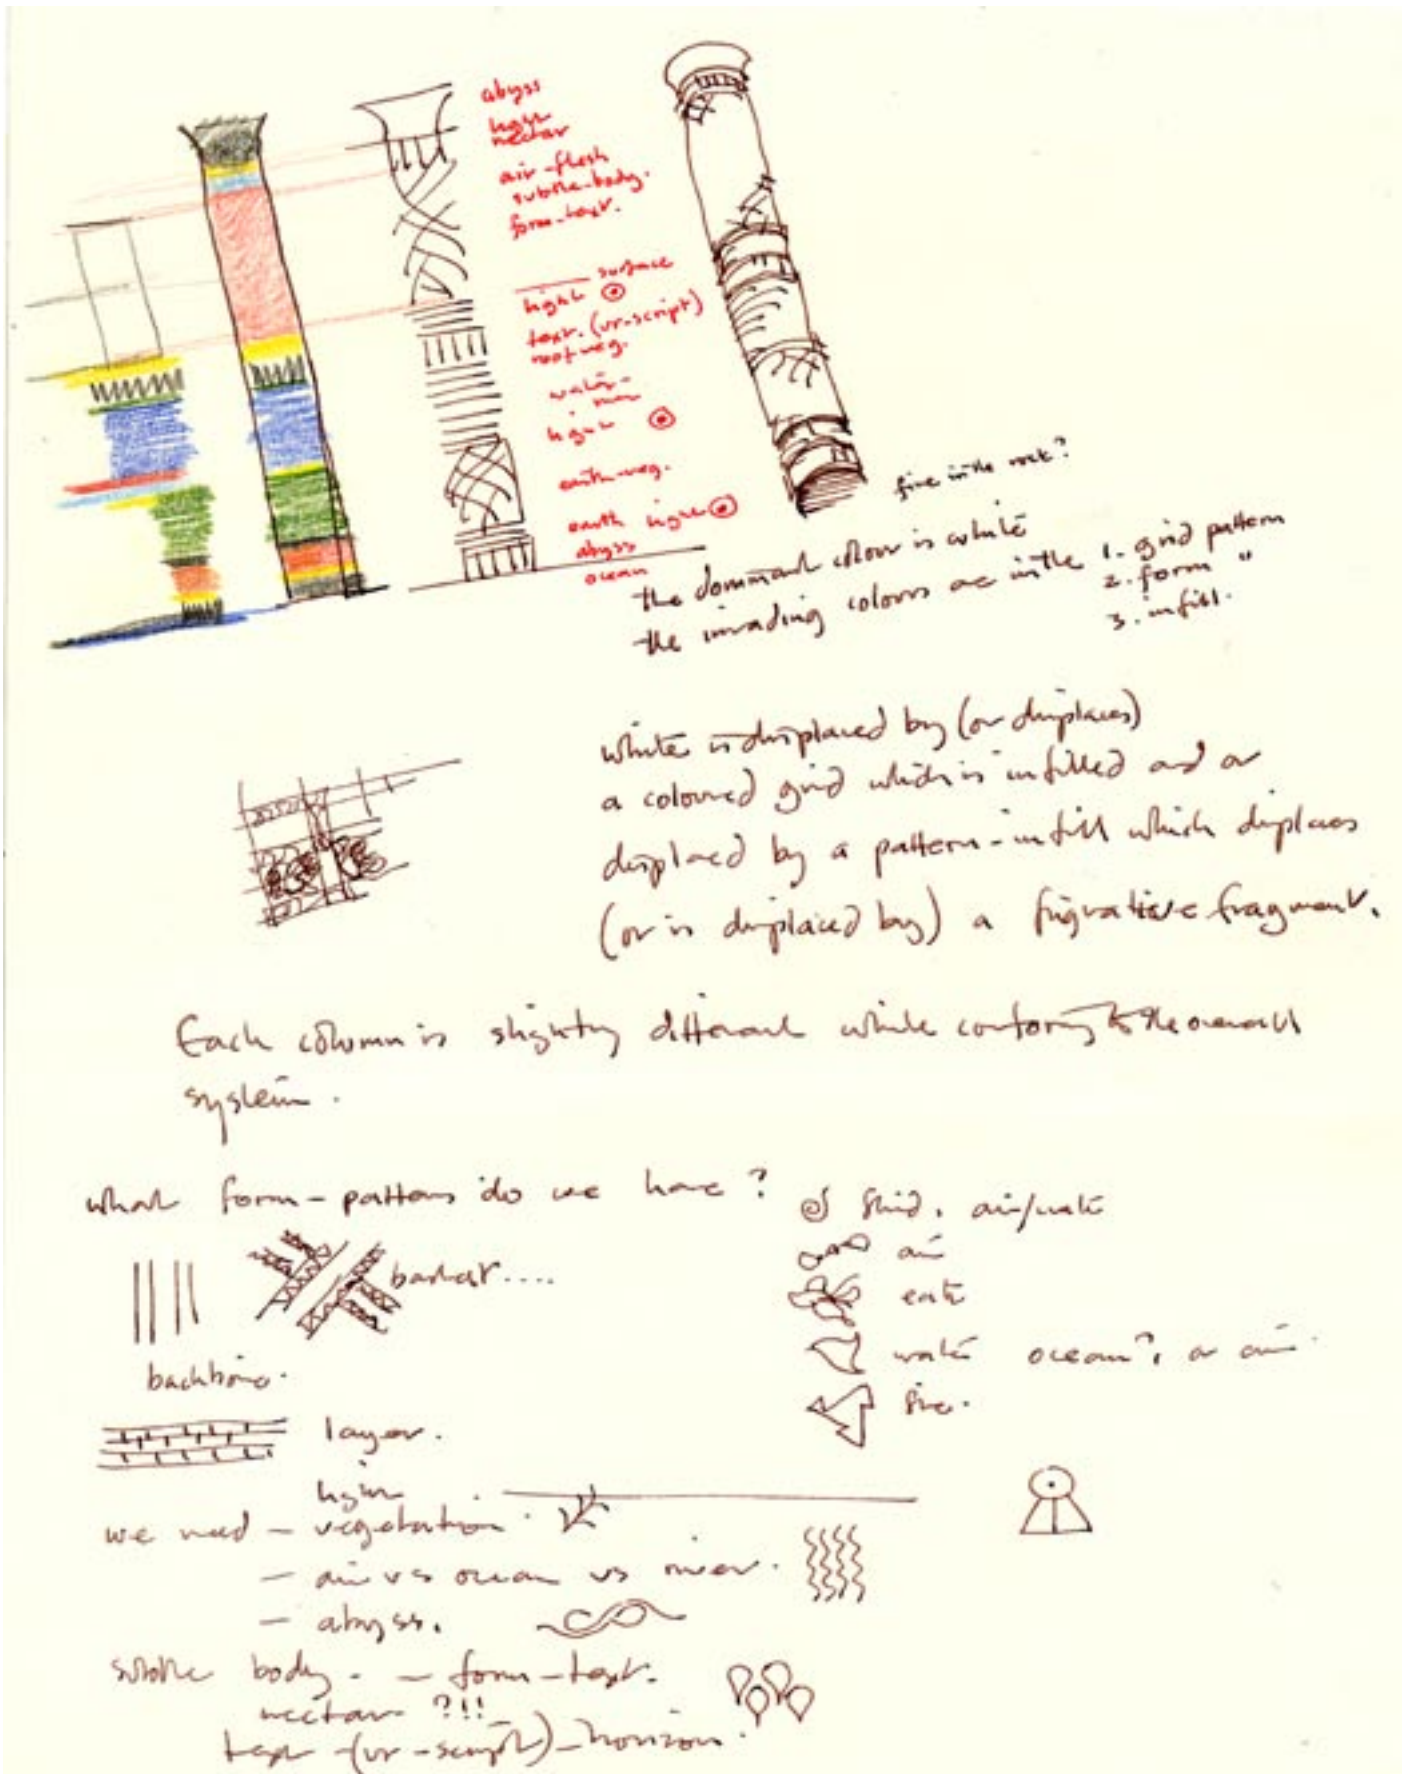 abyss
light
nectar
air-flesh
subtle-body.
form-text.
surface
light
text. (ur-script)
root veg.
water-
light
earth-veg.
earth light
abyss
ocean
fire in the rock?
the dominant colour is white
the invading colours are in the 1. grid pattern
2. form "
3. infill.
white is displaced by (or displaces)
a coloured grid which is infilled and or
displaced by a pattern-infill which displaces
(or is displaced by) a figurative fragment.
Each column is slightly different while conforming to the overall
system.
what form-patterns do we have?
basket....
backbone.
layer.
light
we need - vegetation
- air vs ocean vs river.
- abyss.
subtle body. - form-text.
nectar ?!!
text-(ur-script)-horizon.
fluid. air/water
air
earth
water ocean?, or air.
fire.